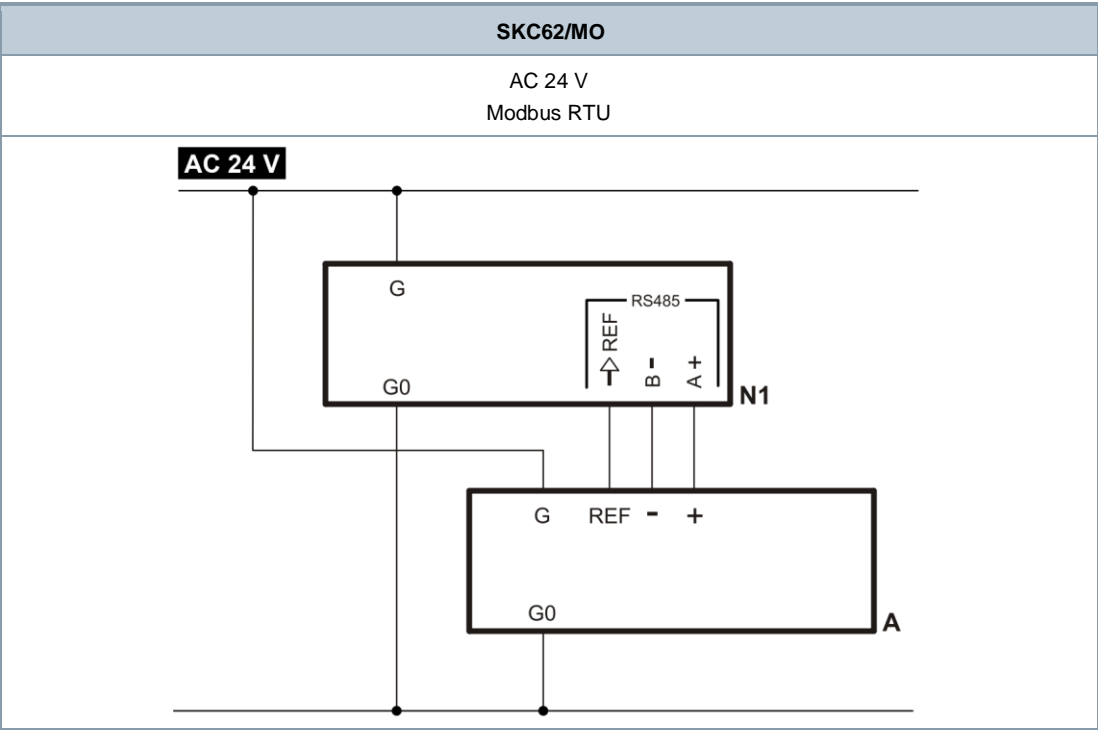 SKC62/MO
AC 24 V
Modbus RTU
AC 24 V
G
RS485
REF
B -
A +
G0
N1
G REF - +
G0
A